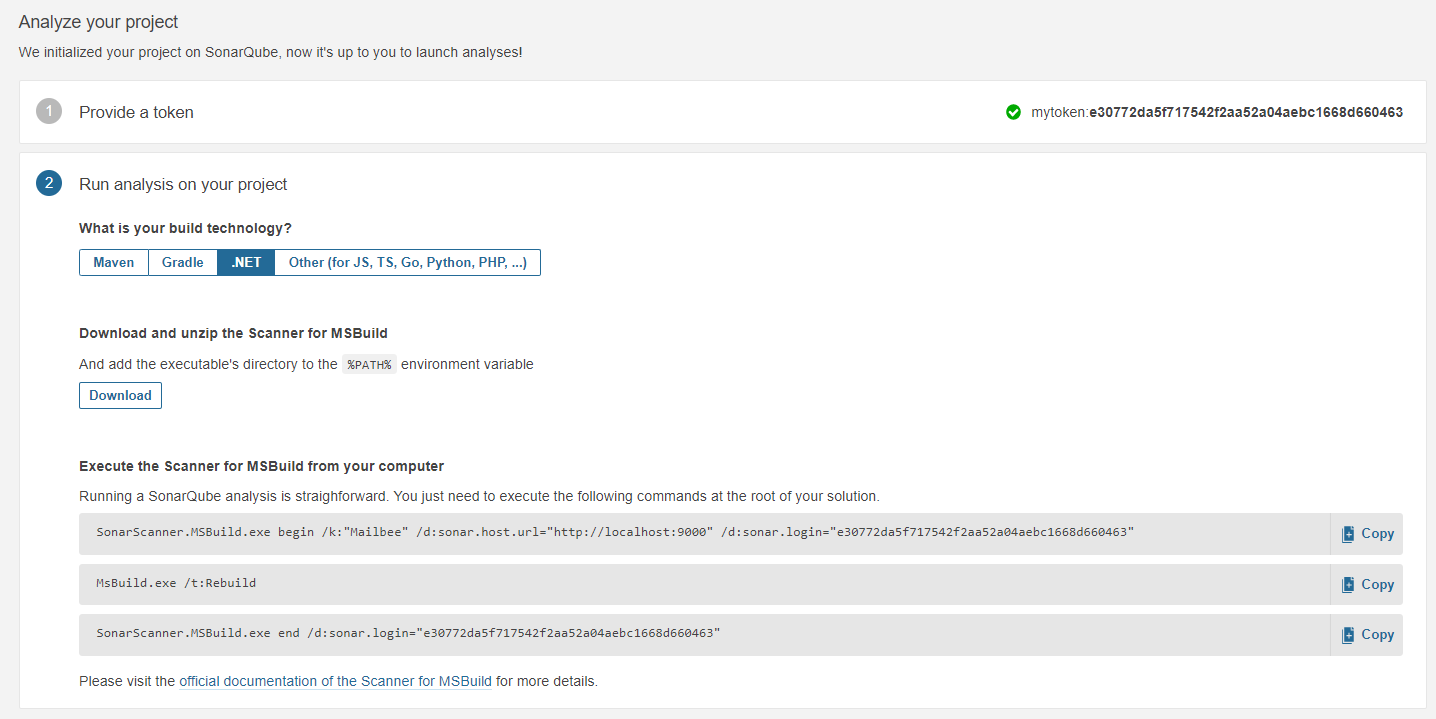 Analyze your project
We initialized your project on SonarQube, now it's up to you to launch analyses!
1 Provide a token mytoken:e30772da5f717542f2aa52a04aebc1668d660463
2 Run analysis on your project
What is your build technology?
Maven Gradle .NET Other (for JS, TS, Go, Python, PHP, ...)
Download and unzip the Scanner for MSBuild
And add the executable's directory to the %PATH% environment variable
Download
Execute the Scanner for MSBuild from your computer
Running a SonarQube analysis is straighforward. You just need to execute the following commands at the root of your solution.
SonarScanner.MSBuild.exe begin /k:"Mailbee" /d:sonar.host.url="http://localhost:9000" /d:sonar.login="e30772da5f717542f2aa52a04aebc1668d660463" Copy
MsBuild.exe /t:Rebuild Copy
SonarScanner.MSBuild.exe end /d:sonar.login="e30772da5f717542f2aa52a04aebc1668d660463" Copy
Please visit the official documentation of the Scanner for MSBuild for more details.